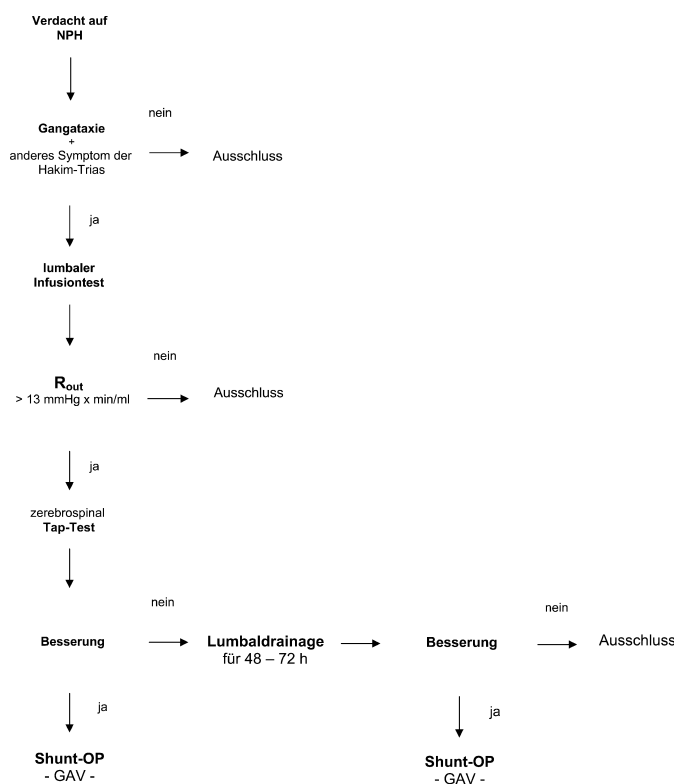 Verdacht auf
NPH
nein
Gangataxie
+
anderes Symptom der
Hakim-Trias
Ausschluss
ja
lumbaler
Infusiontest
nein
Rout
> 13 mmHg x min/ml
Ausschluss
ja
zerebrospinal
Tap-Test
nein
nein
Besserung
Lumbaldrainage
für 48 – 72 h
Besserung
Ausschluss
ja
ja
Shunt-OP
- GAV -
Shunt-OP
- GAV -